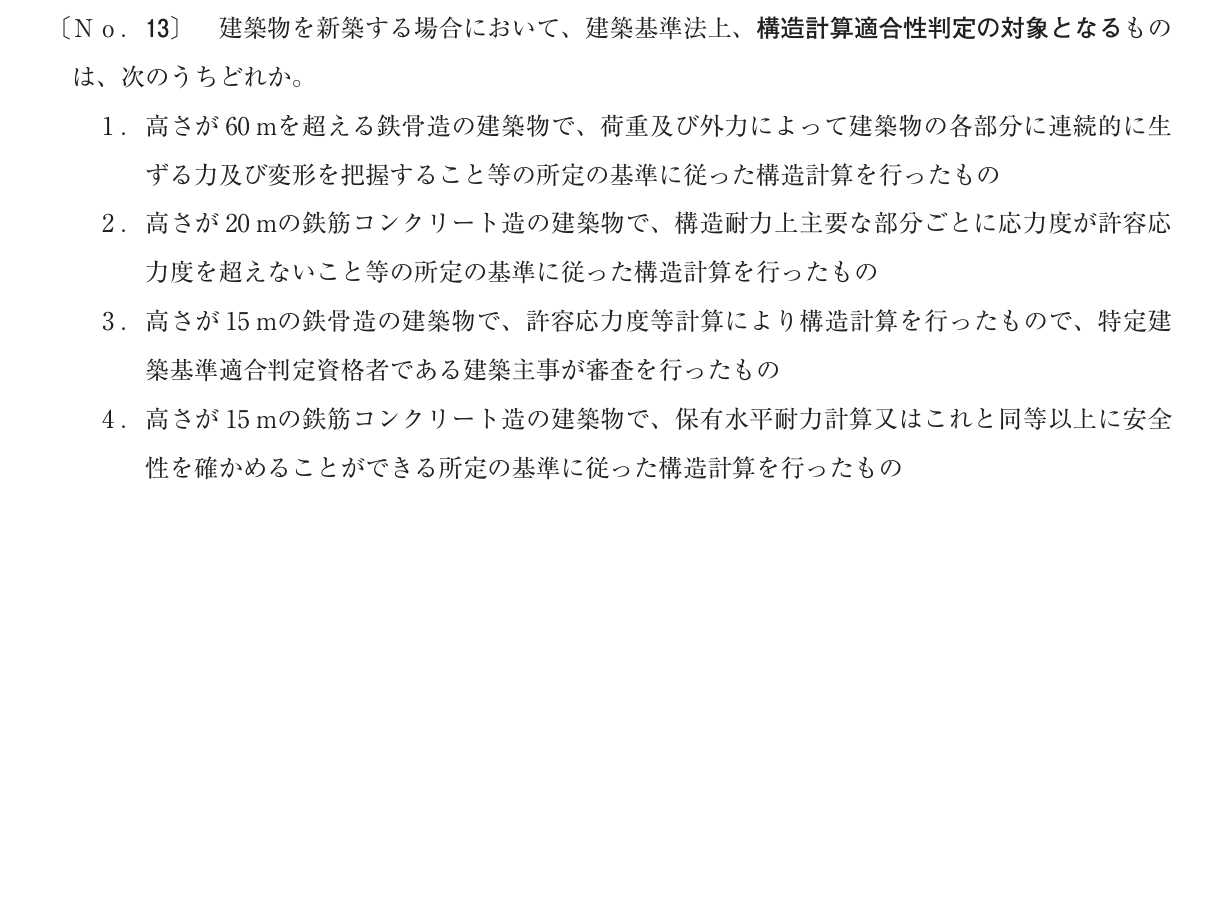 〔Ｎｏ．13〕　建築物を新築する場合において、建築基準法上、構造計算適合性判定の対象となるもの
は、次のうちどれか。
１．高さが 60 ｍを超える鉄骨造の建築物で、荷重及び外力によって建築物の各部分に連続的に生
ずる力及び変形を把握すること等の所定の基準に従った構造計算を行ったもの
２．高さが 20 ｍの鉄筋コンクリート造の建築物で、構造耐力上主要な部分ごとに応力度が許容応
力度を超えないこと等の所定の基準に従った構造計算を行ったもの
３．高さが 15 ｍの鉄骨造の建築物で、許容応力度等計算により構造計算を行ったもので、特定建
築基準適合判定資格者である建築主事が審査を行ったもの
４．高さが 15 ｍの鉄筋コンクリート造の建築物で、保有水平耐力計算又はこれと同等以上に安全
性を確かめることができる所定の基準に従った構造計算を行ったもの